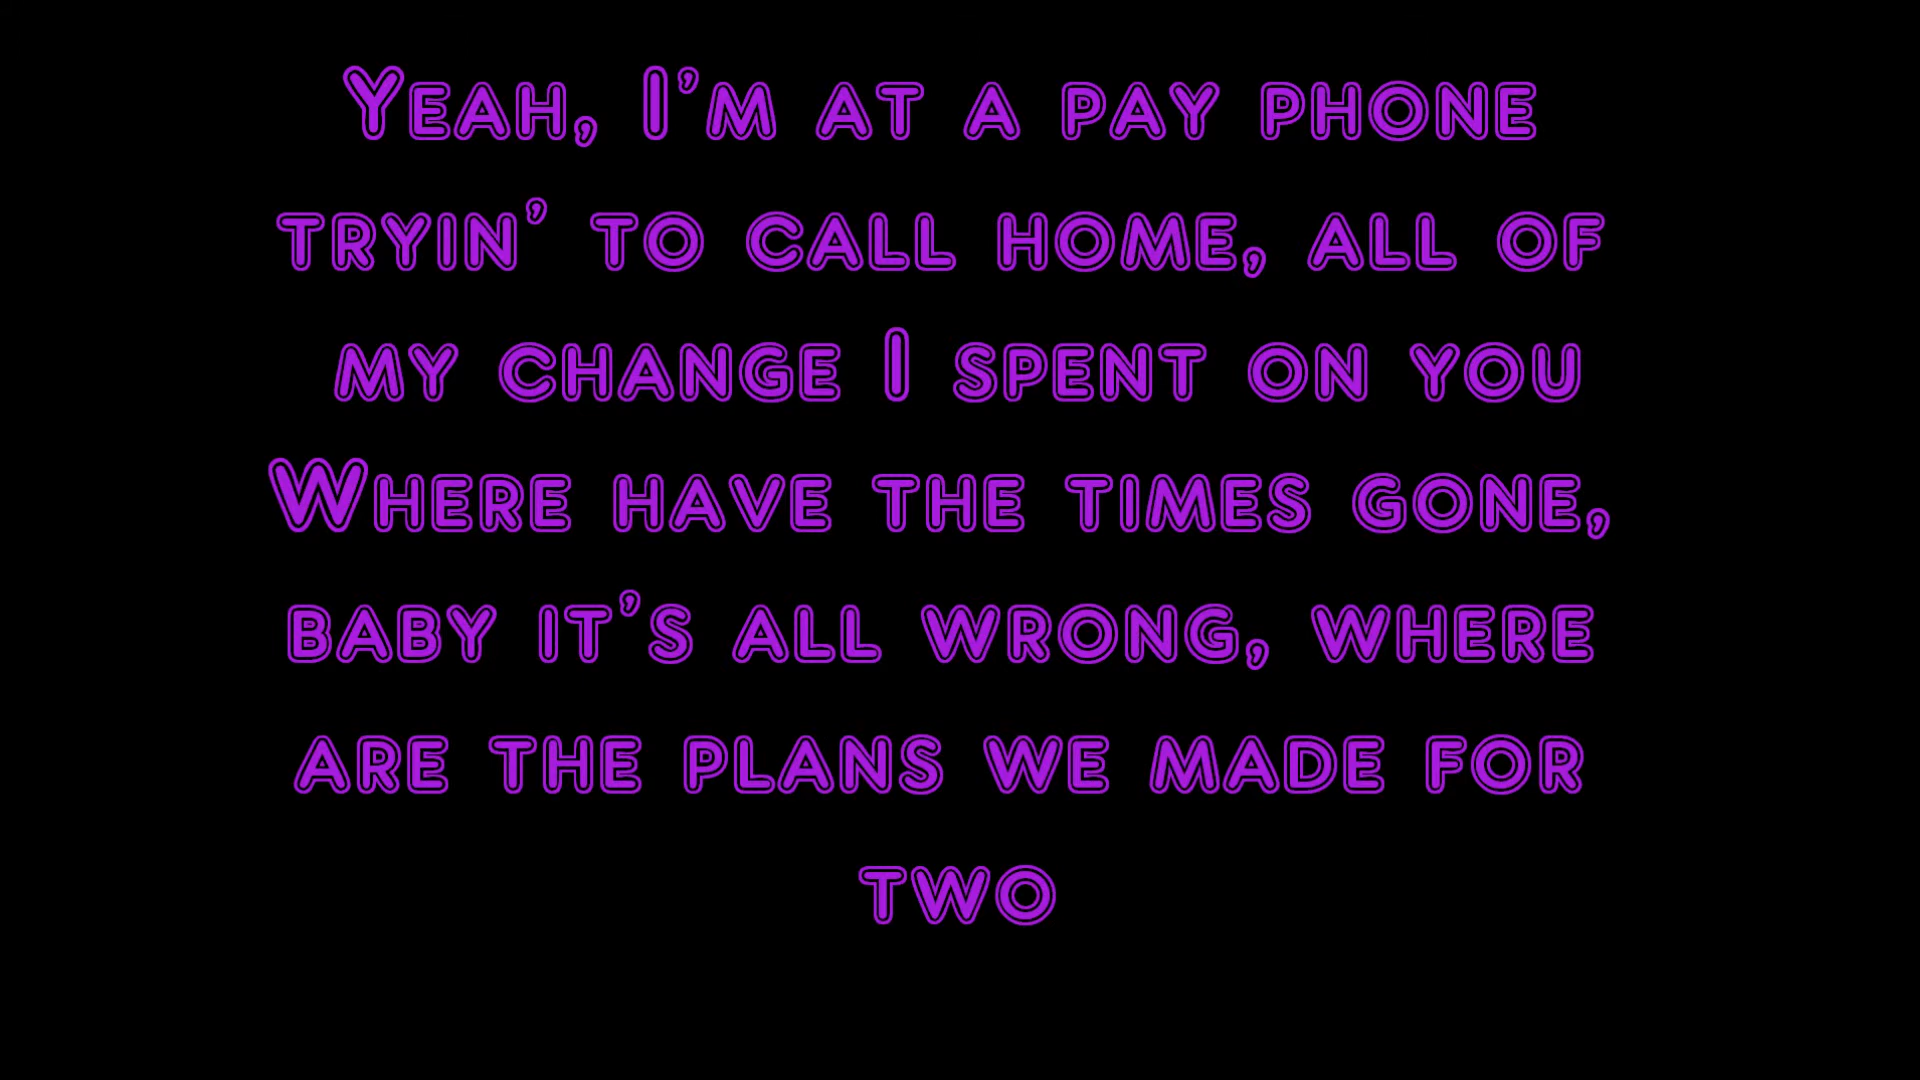 Yeah, I'm at a pay phone
tryin' to call home, all of
my change I spent on you
Where have the times gone,
baby it's all wrong, where
are the plans we made for
two